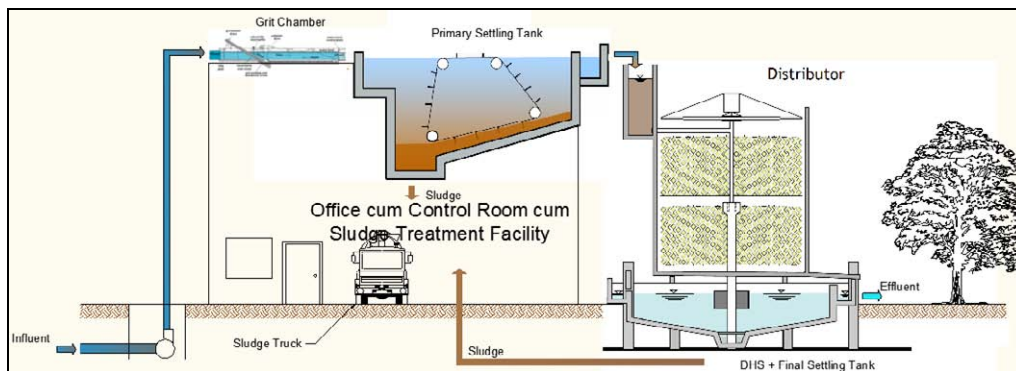 Grit Chamber
Primary Settling Tank
Distributor
Sludge
Office cum Control Room cum
Sludge Treatment Facility
Effluent
Influent
Sludge Truck
Sludge
DHS + Final Settling Tank